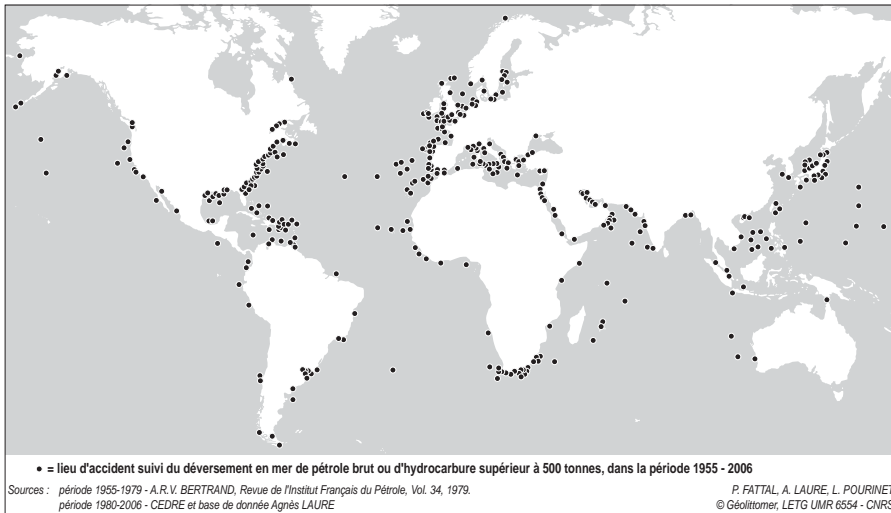 • = lieu d'accident suivi du déversement en mer de pétrole brut ou d'hydrocarbure supérieur à 500 tonnes, dans la période 1955 - 2006
Sources : période 1955-1979 - A.R.V. BERTRAND, Revue de l'Institut Français du Pétrole, Vol. 34, 1979.
période 1980-2006 - CEDRE et base de donnée Agnès LAURE
P. FATTAL, A. LAURE, L. POURINET
© Géolittomer, LETG UMR 6554 - CNRS